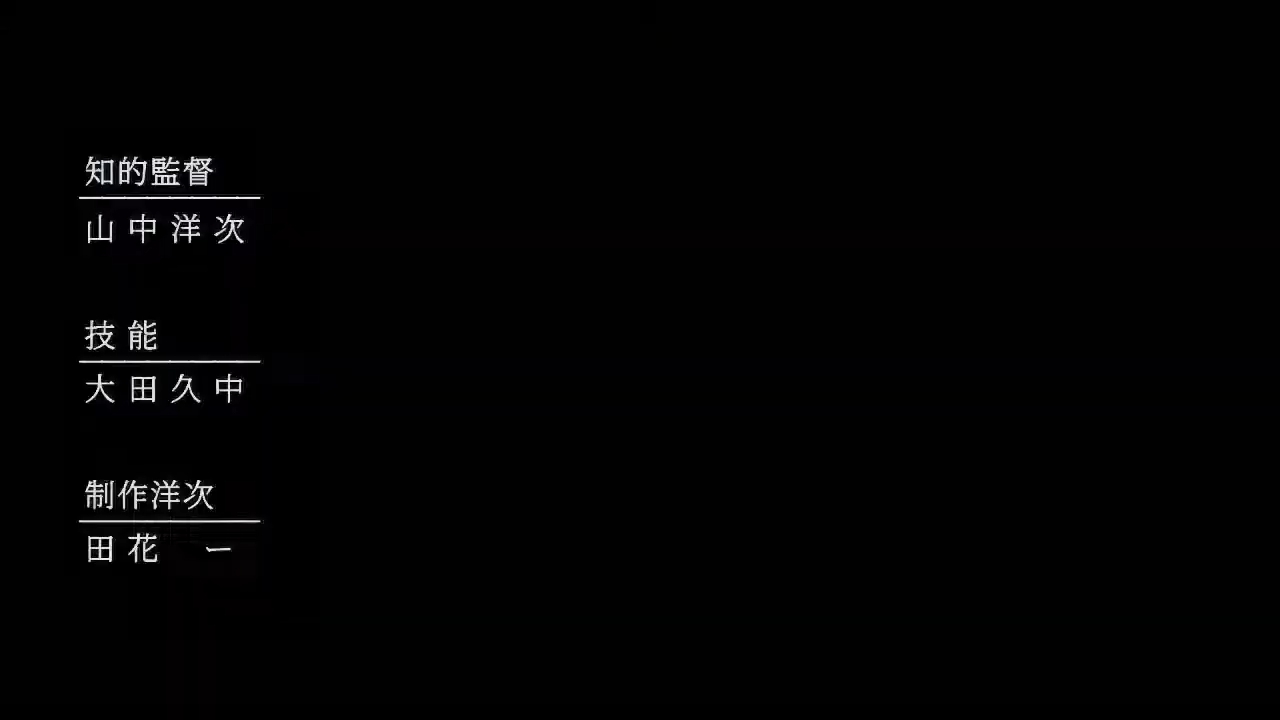 知的監督
山中洋次
技能
大田久中
制作洋次
田花 一